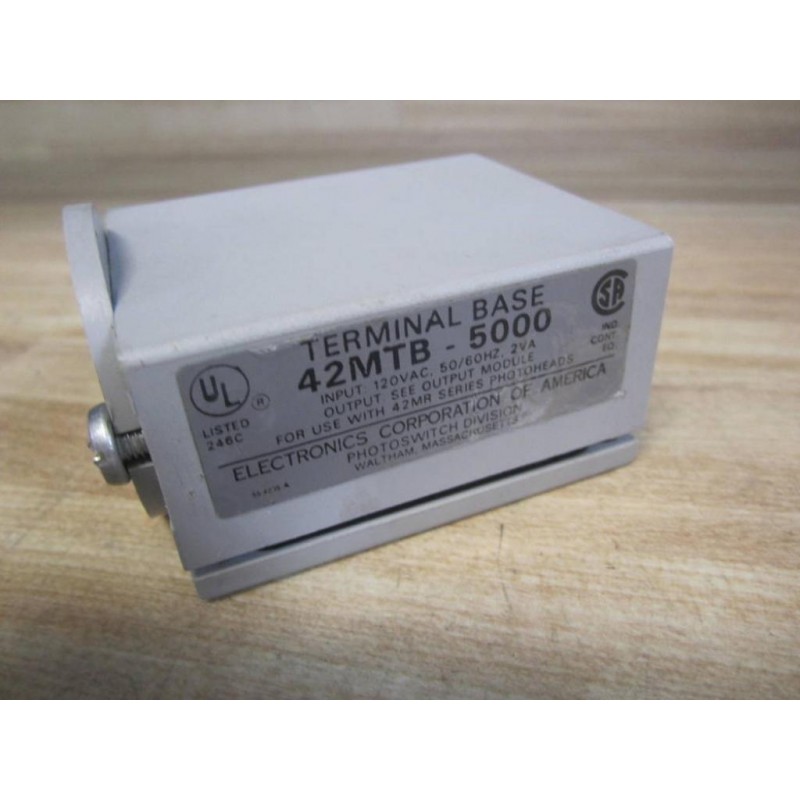 TERMINAL BASE
42MTB - 5000
INPUT: 120VAC, 50/60HZ, 2VA
OUTPUT SEE OUTPUT MODULE
FOR USE WITH 42MR SERIES PHOTOHEADS
ELECTRONICS CORPORATION OF AMERICA
PHOTOSWITCH DIVISION
WALTHAM, MASSACHUSETTS
UL ®
LISTED
246C
SA
IND.
CONT.
EQ.